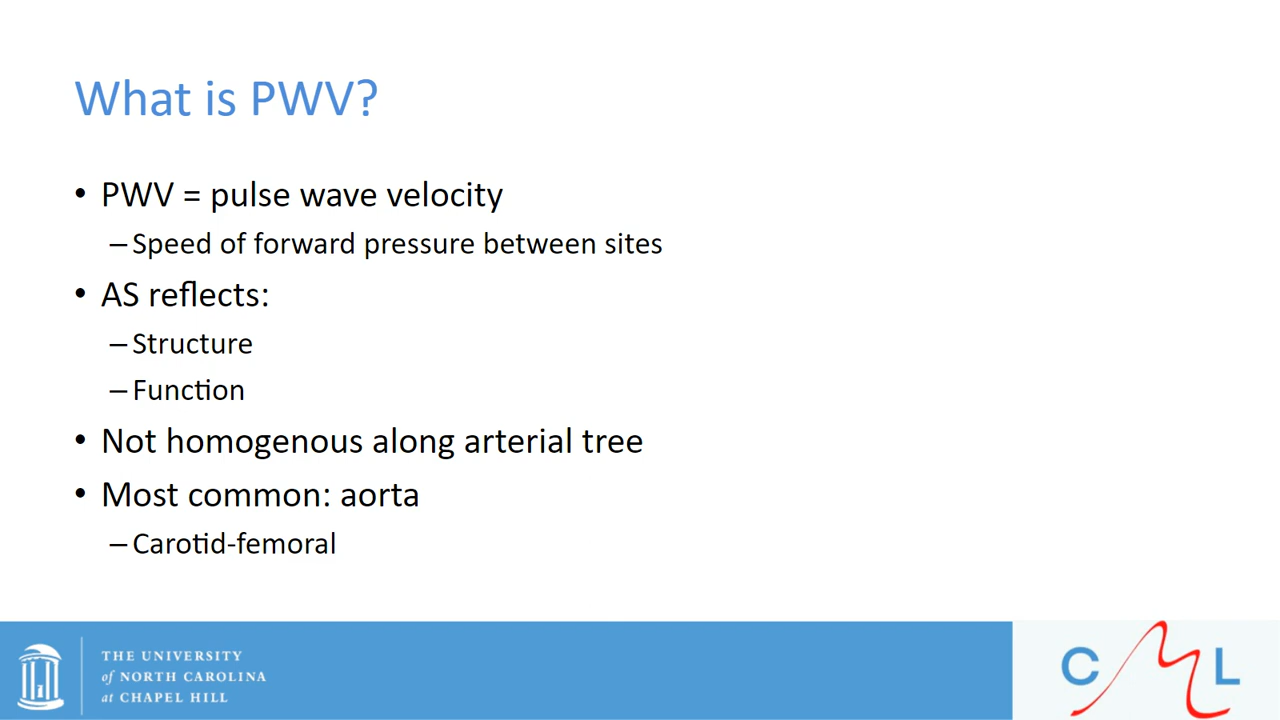 What is PWV?
• PWV = pulse wave velocity
– Speed of forward pressure between sites
• AS reflects:
– Structure
– Function
• Not homogenous along arterial tree
• Most common: aorta
– Carotid-femoral
THE UNIVERSITY
of NORTH CAROLINA
at CHAPEL HILL
CML